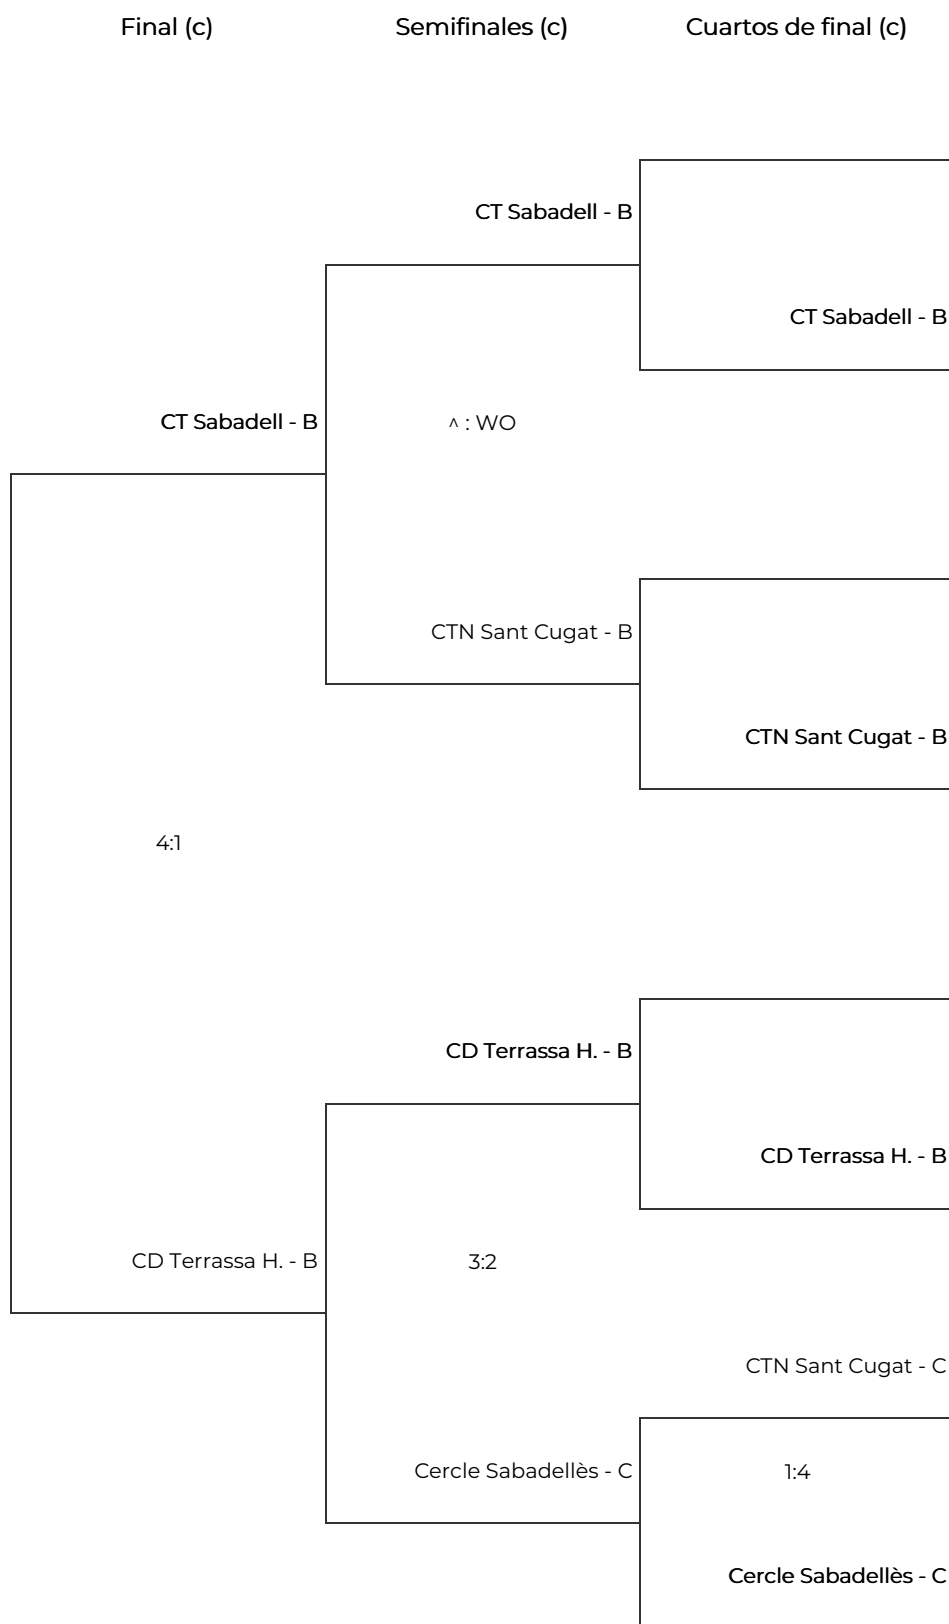 Final (c) Semifinales (c) Cuartos de final (c)
CT Sabadell - B
CT Sabadell - B
CT Sabadell - B ^ : WO
CTN Sant Cugat - B
CTN Sant Cugat - B
4:1
CD Terrassa H. - B
CD Terrassa H. - B
CD Terrassa H. - B 3:2
CTN Sant Cugat - C
Cercle Sabadellès - C 1:4
Cercle Sabadellès - C